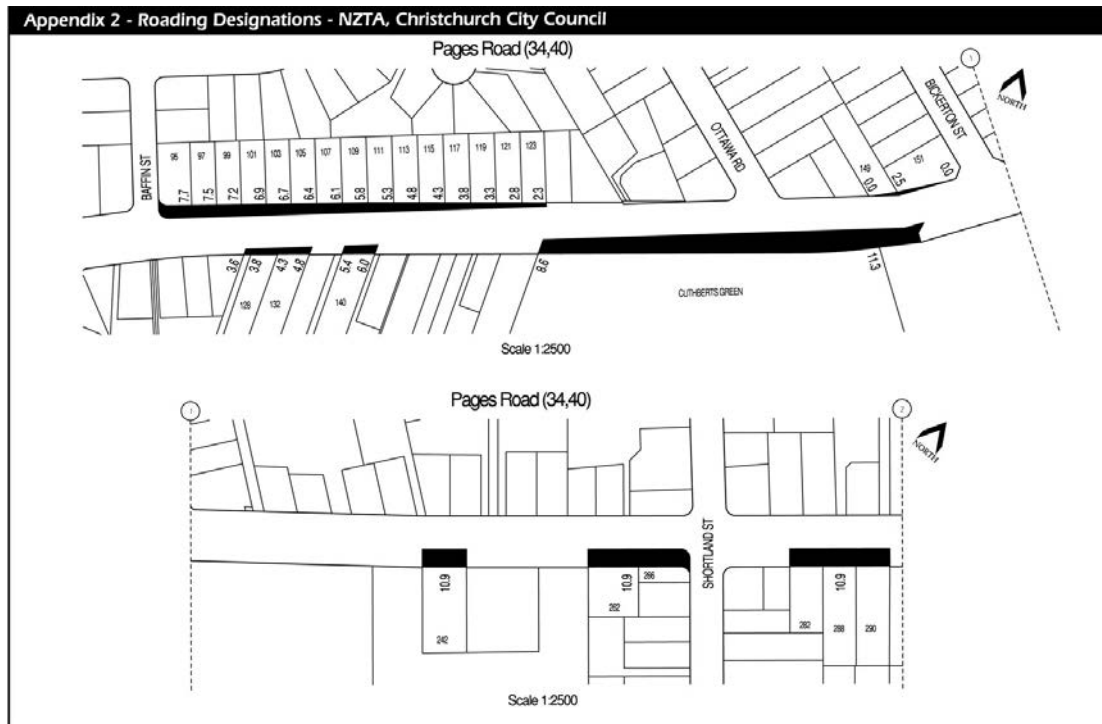 Appendix 2 - Roading Designations - NZTA, Christchurch City Council
Pages Road (34,40)
1
NORTH
BICKERTON ST
OTTAWA RD
BAFFIN ST
95 97 99 101 103 105 107 109 111 113 115 117 119 121 123
149 151
7.7 7.5 7.2 6.9 6.7 6.4 6.1 5.8 5.3 4.8 4.3 3.8 3.3 2.8 2.3
0.0 2.5 0.0
3.6 3.8 4.3 4.8 5.4 6.0 8.6 11.3
128 132 140
CUTHBERTS GREEN
Scale 1:2500
Pages Road (34,40)
1
2
NORTH
SHORTLAND ST
10.9 10.9 266 10.9
262 282 288 290
242
Scale 1:2500